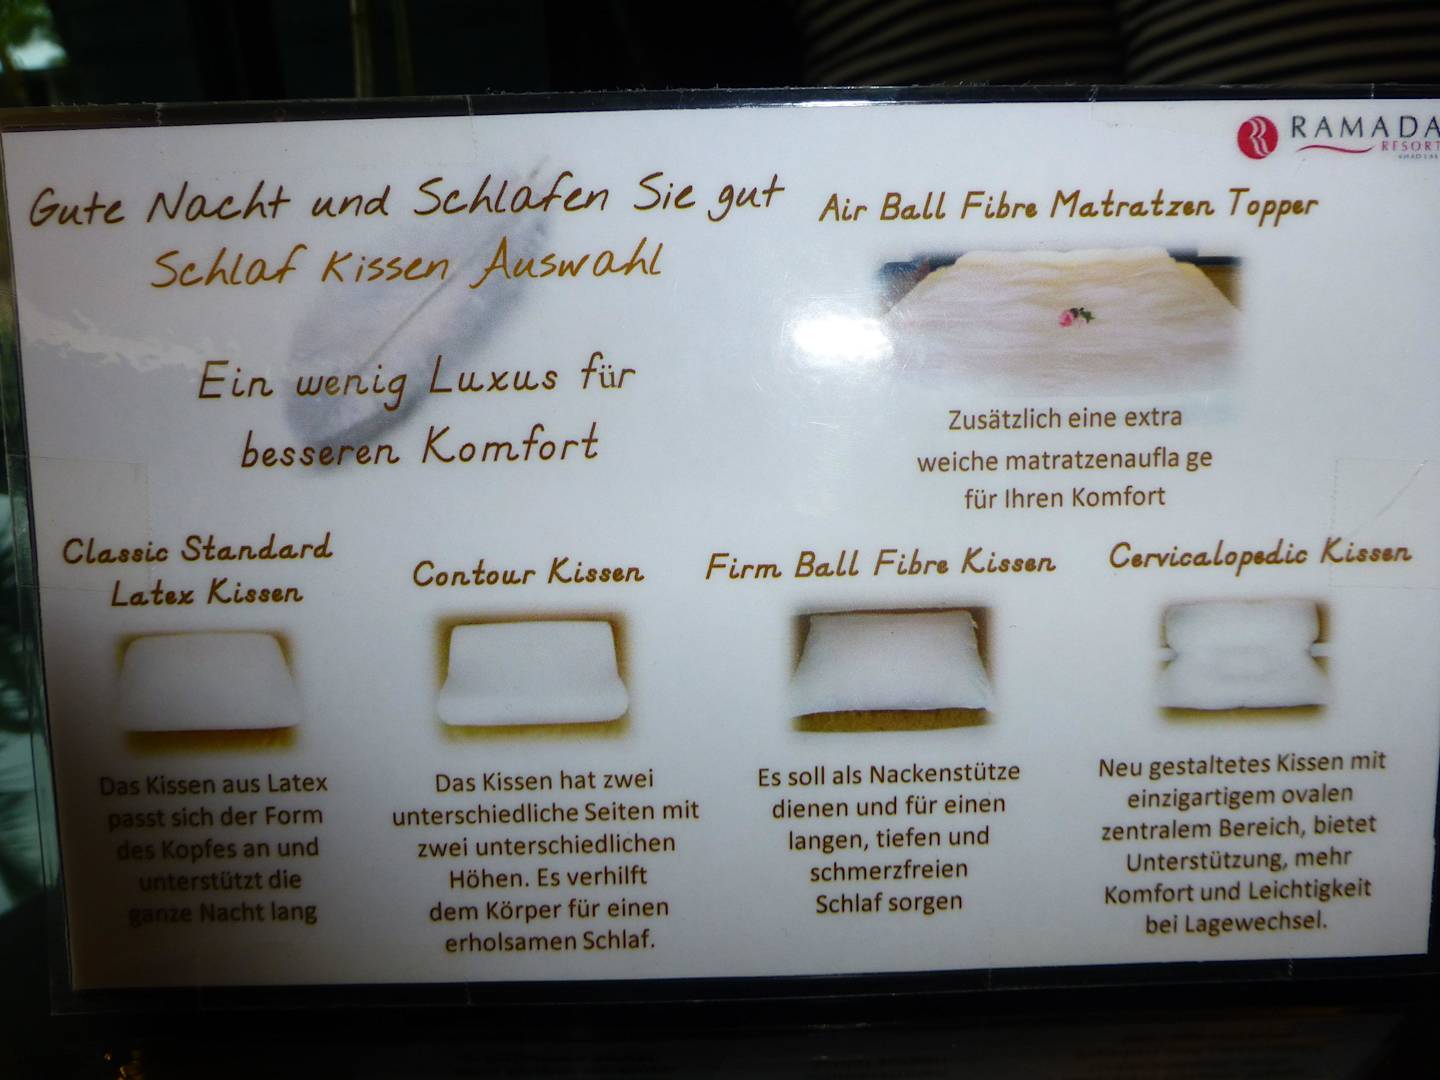 RAMADA
RESORT
Gute Nacht und Schlafen Sie gut
Schlaf Kissen Auswahl
Ein wenig Luxus für
besseren Komfort
Air Ball Fibre Matratzen Topper
Zusätzlich eine extra
weiche matratzenaufla ge
für Ihren Komfort
Classic Standard
Latex Kissen
Das Kissen aus Latex
passt sich der Form
des Kopfes an und
unterstützt die
ganze Nacht lang
Contour Kissen
Das Kissen hat zwei
unterschiedliche Seiten mit
zwei unterschiedlichen
Höhen. Es verhilft
dem Körper für einen
erholsamen Schlaf.
Firm Ball Fibre Kissen
Es soll als Nackenstütze
dienen und für einen
langen, tiefen und
schmerzfreien
Schlaf sorgen
Cervicalopedic Kissen
Neu gestaltetes Kissen mit
einzigartigem ovalen
zentralem Bereich, bietet
Unterstützung, mehr
Komfort und Leichtigkeit
bei Lagewechsel.